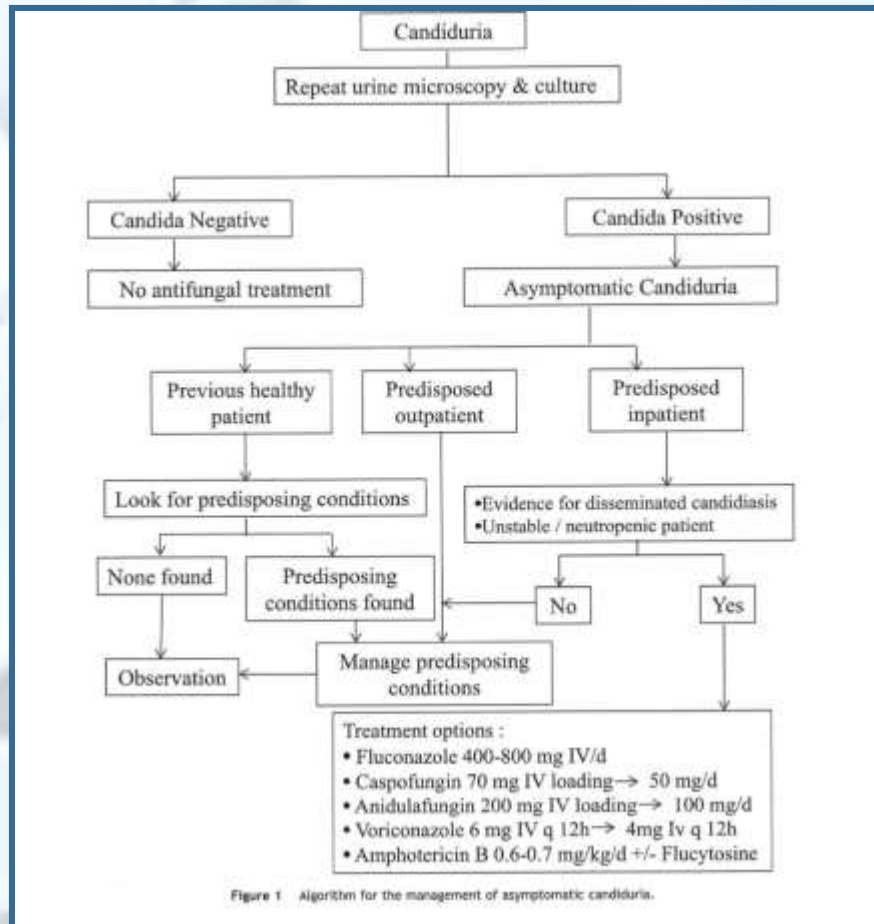 Candiduria
Repeat urine microscopy & culture
Candida Negative
Candida Positive
No antifungal treatment
Asymptomatic Candiduria
Previous healthy
patient
Predisposed
outpatient
Predisposed
inpatient
Look for predisposing conditions
•Evidence for disseminated candidiasis
•Unstable / neutropenic patient
None found
Predisposing
conditions found
No
Yes
Observation
Manage predisposing
conditions
Treatment options :
• Fluconazole 400-800 mg IV/d
• Caspofungin 70 mg IV loading→ 50 mg/d
• Anidulafungin 200 mg IV loading→ 100 mg/d
• Voriconazole 6 mg IV q 12h→ 4mg Iv q 12h
• Amphotericin B 0.6-0.7 mg/kg/d +/- Flucytosine
Figure 1 Algorithm for the management of asymptomatic candiduria.